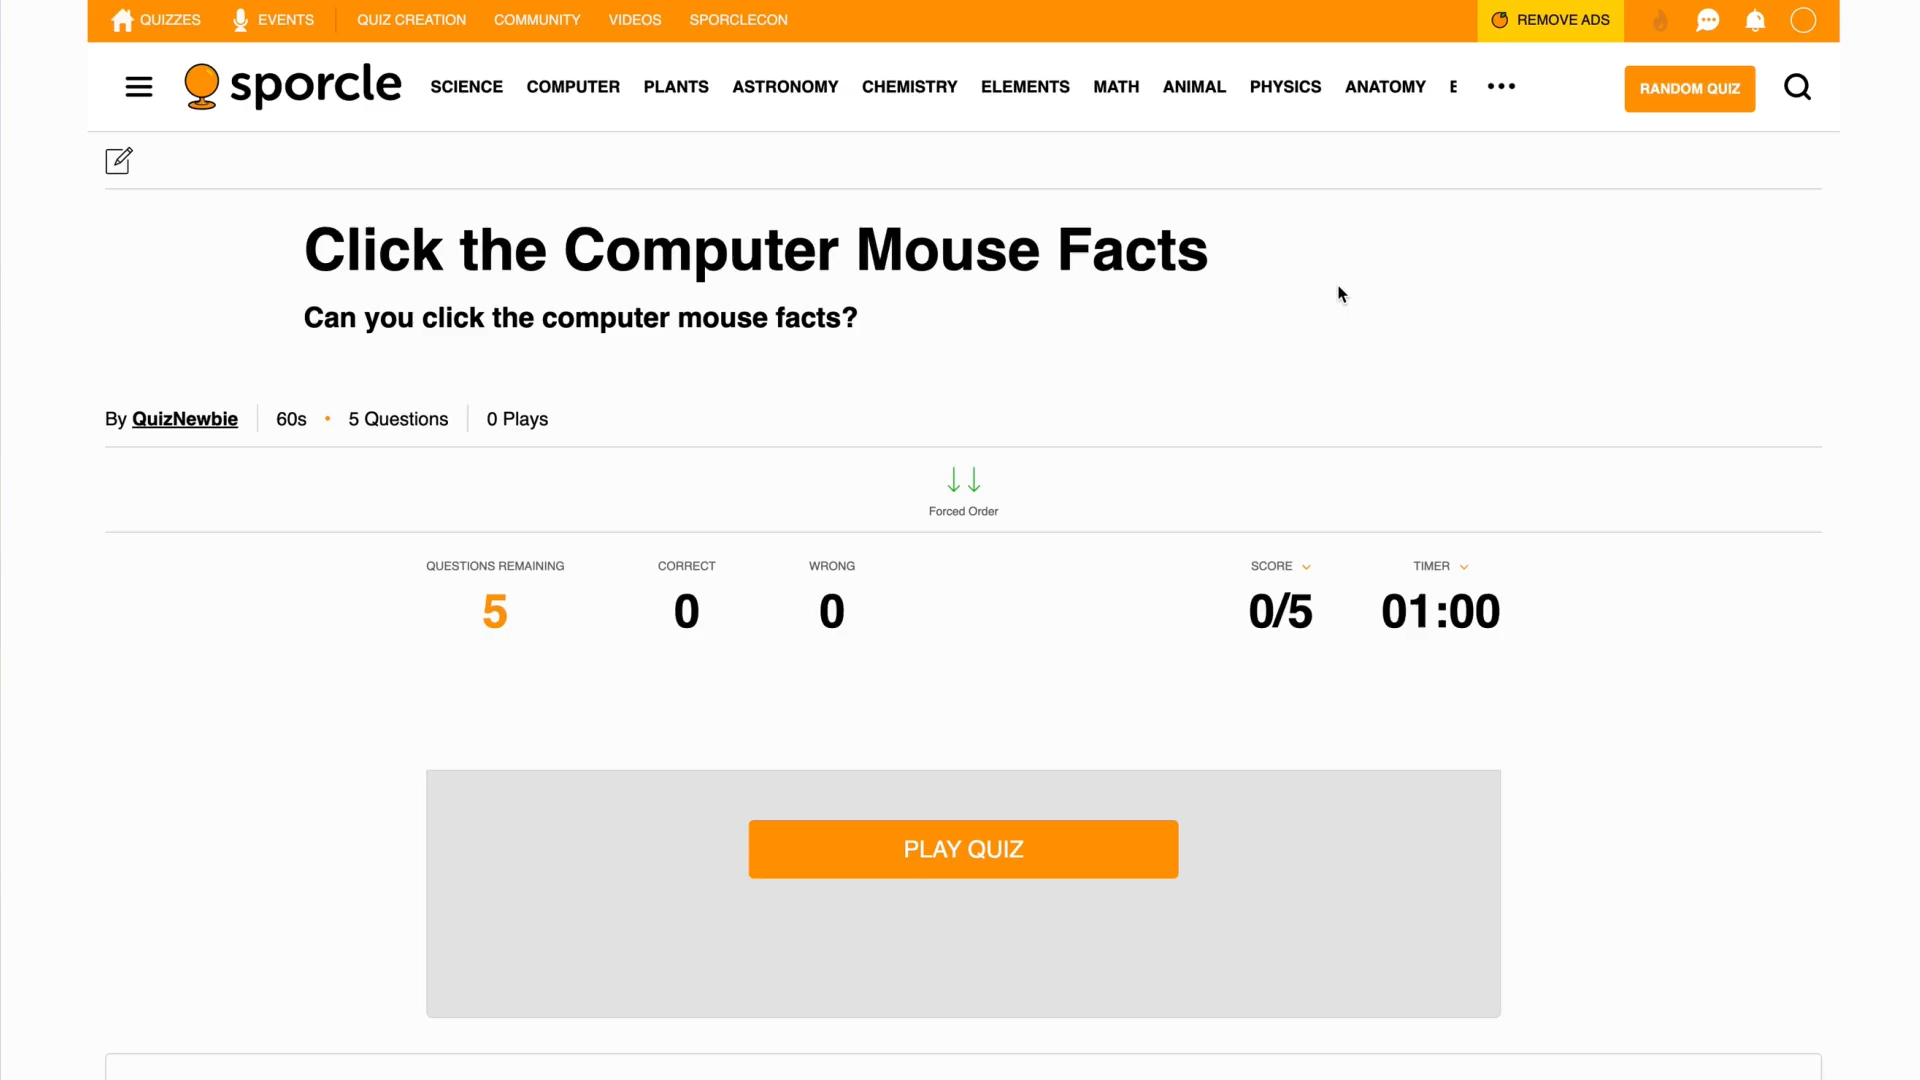 QUIZZES EVENTS QUIZ CREATION COMMUNITY VIDEOS SPORCLECON REMOVE ADS
sporcle SCIENCE COMPUTER PLANTS ASTRONOMY CHEMISTRY ELEMENTS MATH ANIMAL PHYSICS ANATOMY ••• RANDOM QUIZ
Click the Computer Mouse Facts
Can you click the computer mouse facts?
By QuizNewbie 60s • 5 Questions 0 Plays
Forced Order
QUESTIONS REMAINING CORRECT WRONG SCORE TIMER
5 0 0 0/5 01:00
PLAY QUIZ